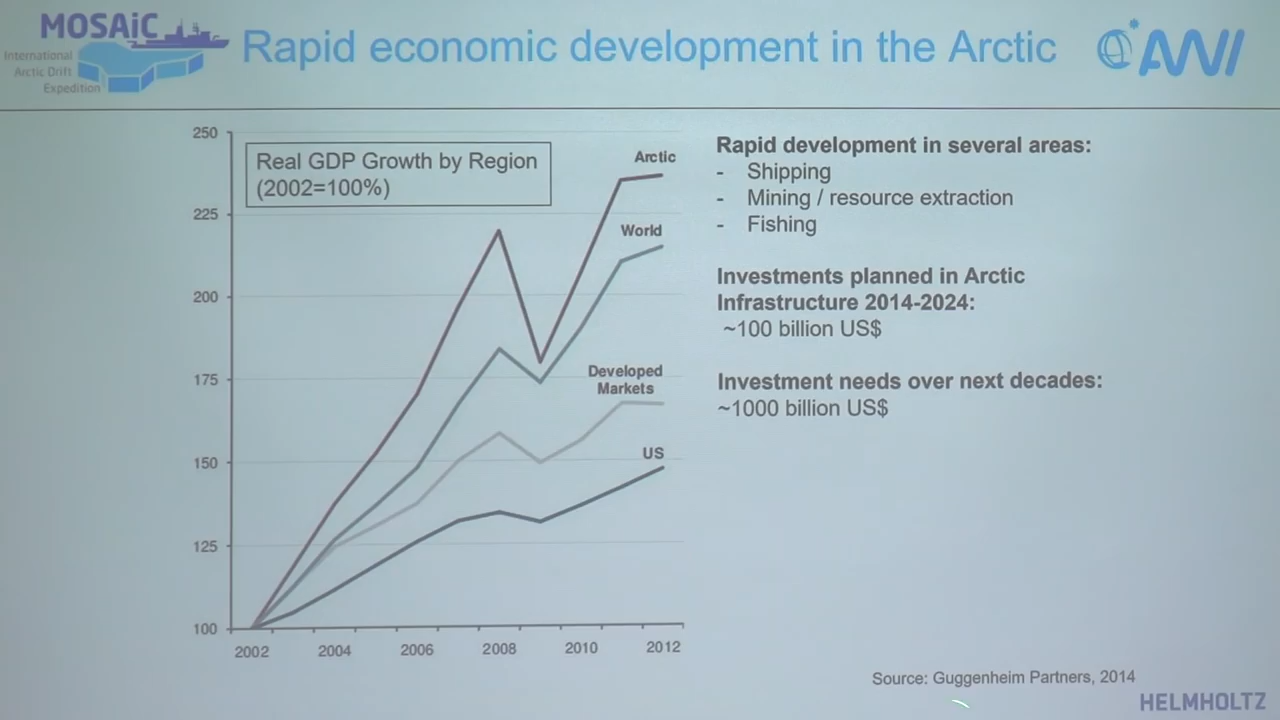 MOSAiC
International
Arctic Drift
Expedition
Rapid economic development in the Arctic
AWI
250
225
200
175
150
125
100
Real GDP Growth by Region
(2002=100%)
Arctic
World
Developed
Markets
US
2002 2004 2006 2008 2010 2012
Rapid development in several areas:
- Shipping
- Mining / resource extraction
- Fishing
Investments planned in Arctic
Infrastructure 2014-2024:
~100 billion US$
Investment needs over next decades:
~1000 billion US$
Source: Guggenheim Partners, 2014
HELMHOLTZ